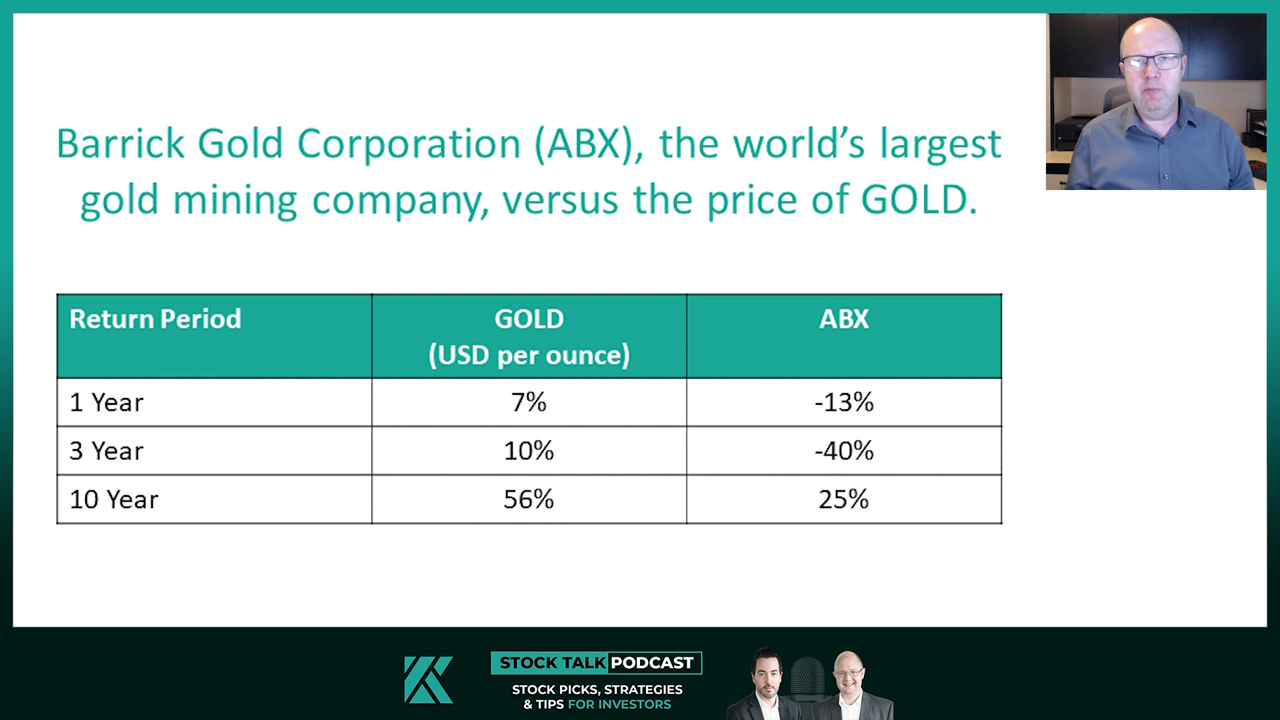 Barrick Gold Corporation (ABX), the world’s largest
gold mining company, versus the price of GOLD.
Return Period GOLD ABX
(USD per ounce)
1 Year 7% -13%
3 Year 10% -40%
10 Year 56% 25%
STOCK TALK PODCAST
STOCK PICKS, STRATEGIES
& TIPS FOR INVESTORS